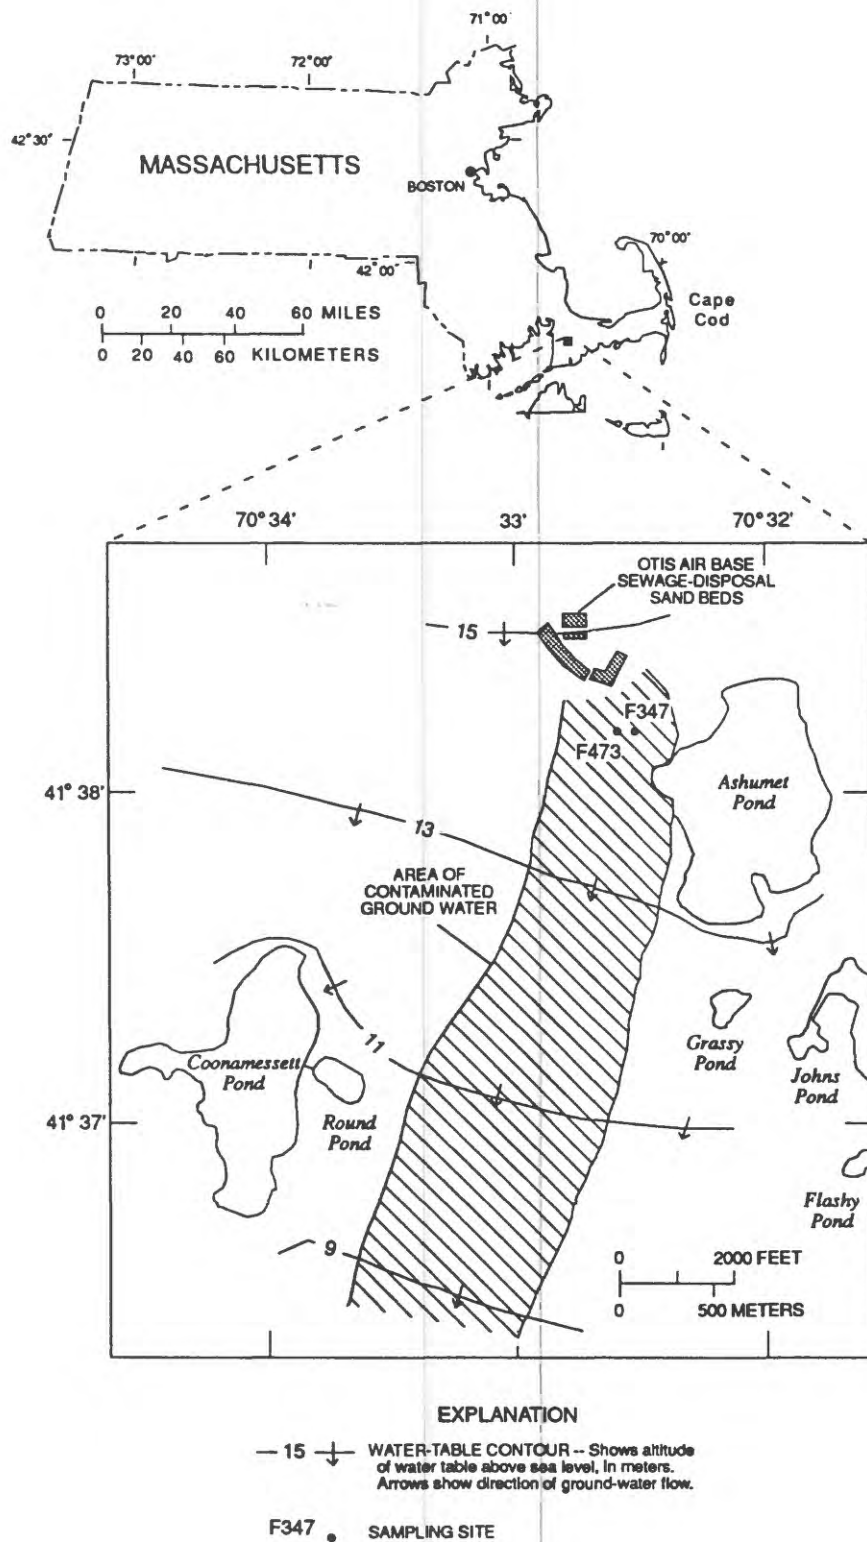 71°00'
73°00'
72°00'
42°30'
MASSACHUSETTS
BOSTON
70°00'
42°00'
Cape
Cod
0 20 40 60 MILES
0 20 40 60 KILOMETERS
70° 34'
33'
70° 32'
OTIS AIR BASE
SEWAGE-DISPOSAL
SAND BEDS
15
F347
F473
Ashumet
Pond
41° 38'
13
AREA OF
CONTAMINATED
GROUND WATER
11
Coonamessett
Pond
Round
Pond
Grassy
Pond
Johns
Pond
41° 37'
Flashy
Pond
9
0 2000 FEET
0 500 METERS
EXPLANATION
15 WATER-TABLE CONTOUR -- Shows altitude
of water table above sea level, in meters.
Arrows show direction of ground-water flow.
F347 SAMPLING SITE